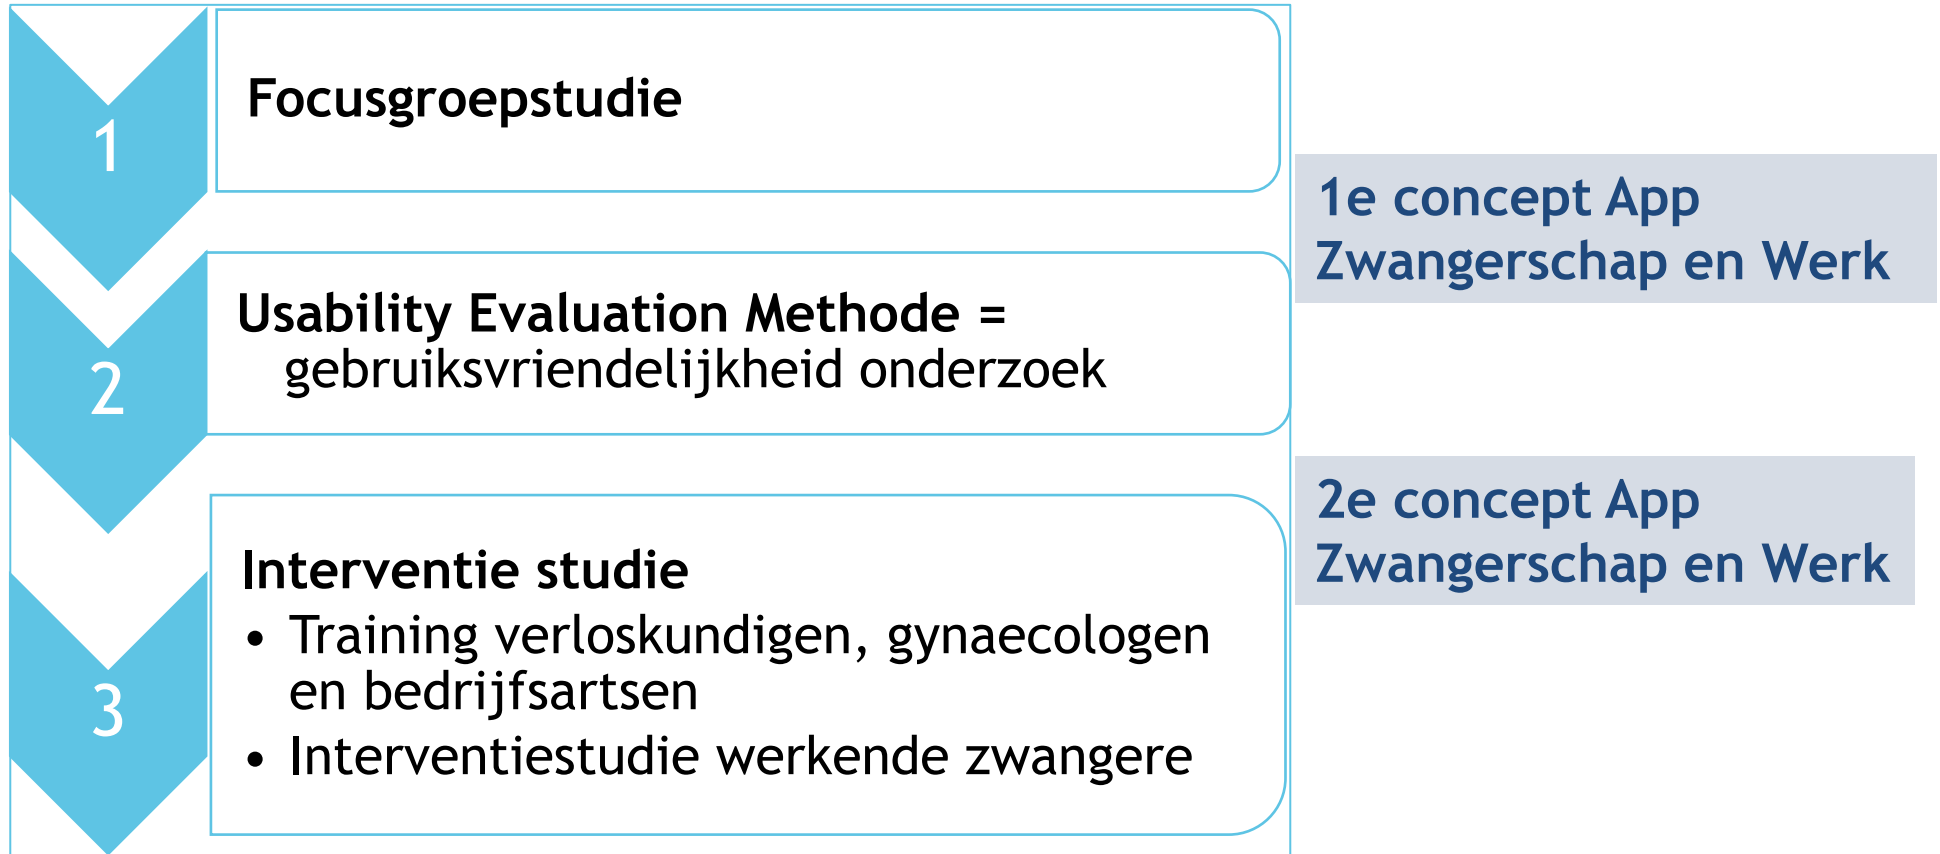 1
Focusgroepstudie
1e concept App
Zwangerschap en Werk
2
Usability Evaluation Methode =
gebruiksvriendelijkheid onderzoek
2e concept App
Zwangerschap en Werk
3
Interventie studie
• Training verloskundigen, gynaecologen
en bedrijfsartsen
• Interventiestudie werkende zwangere